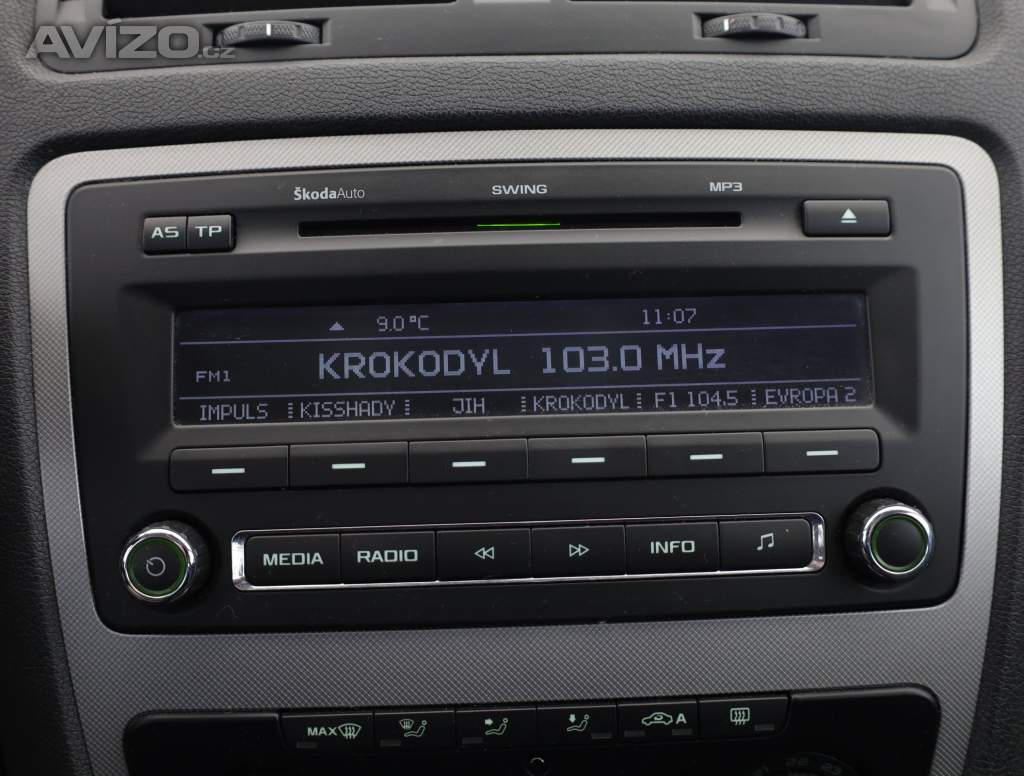 AVÍZO.cz
ŠkodaAuto SWING MP3
AS TP
9.0 °C 11:07
FM1 KROKODYL 103.0 MHz
IMPULS KISSHADY JIH KROKODYL F1 104.5 EVROPA 2
MEDIA RADIO INFO
MAX A